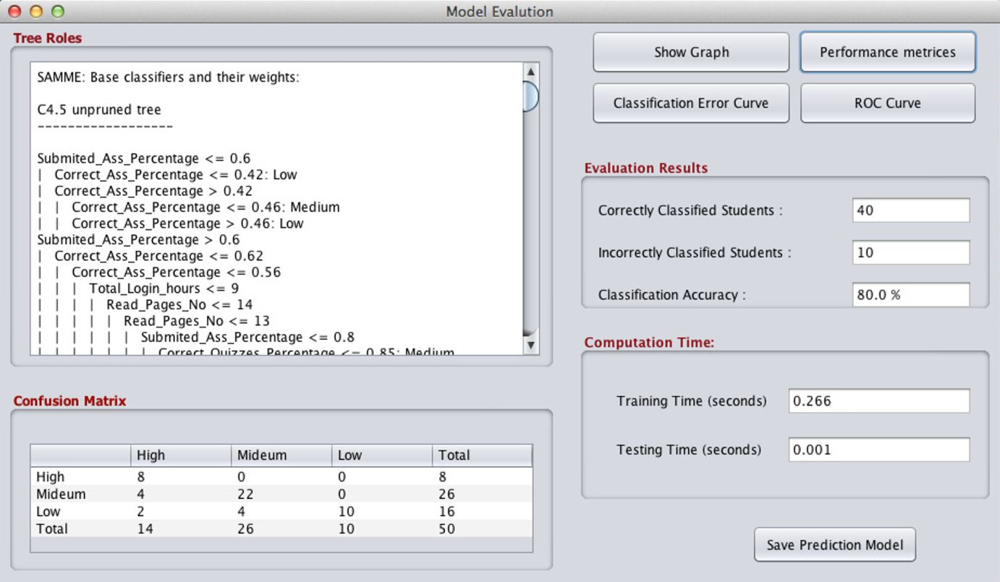 Model Evalution
Tree Roles
SAMME: Base classifiers and their weights:
C4.5 unpruned tree
------------------
Submited_Ass_Percentage <= 0.6
| Correct_Ass_Percentage <= 0.42: Low
| Correct_Ass_Percentage > 0.42
| | Correct_Ass_Percentage <= 0.46: Medium
| | Correct_Ass_Percentage > 0.46: Low
Submited_Ass_Percentage > 0.6
| Correct_Ass_Percentage <= 0.62
| | Correct_Ass_Percentage <= 0.56
| | | Total_Login_hours <= 9
| | | | Read_Pages_No <= 14
| | | | | Read_Pages_No <= 13
| | | | | | Submited_Ass_Percentage <= 0.8
| | | | | | | Correct_Quizzes_Percentage <= 0.85: Medium
Confusion Matrix
High Mideum Low Total
High 8 0 0 8
Mideum 4 22 0 26
Low 2 4 10 16
Total 14 26 10 50
Show Graph
Performance metrices
Classification Error Curve
ROC Curve
Evaluation Results
Correctly Classified Students : 40
Incorrectly Classified Students : 10
Classification Accuracy : 80.0 %
Computation Time:
Training Time (seconds) 0.266
Testing Time (seconds) 0.001
Save Prediction Model